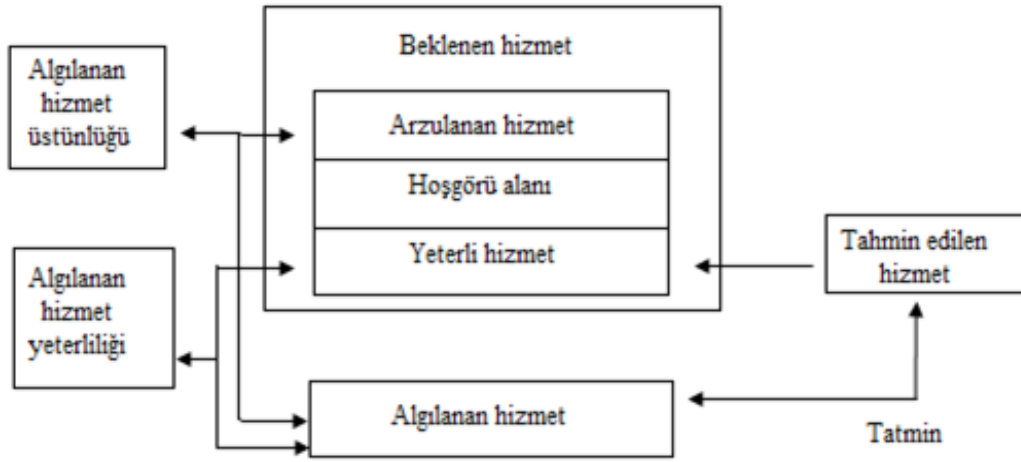 Beklenen hizmet
Algılanan
hizmet
üstünlüğü
Arzulanan hizmet
Hoşgörü alanı
Yeterli hizmet
Tahmin edilen
hizmet
Algılanan
hizmet
yeterliliği
Algılanan hizmet
Tatmin